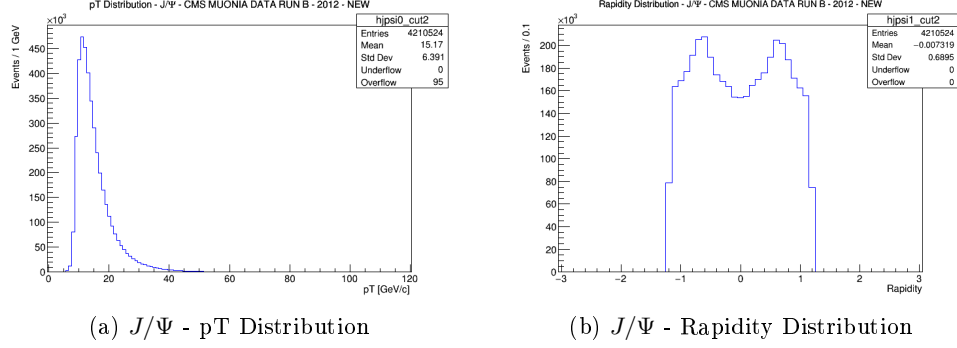 pT Distribution - J/Ψ - CMS MUONIA DATA RUN B - 2012 - NEW
×10³
Events / 1 GeV
450
400
350
300
250
200
150
100
50
0
0 20 40 60 80 100 120
pT [GeV/c]
hjpsi0_cut2
Entries 4210524
Mean 15.17
Std Dev 6.391
Underflow 0
Overflow 95
Rapidity Distribution - J/Ψ - CMS MUONIA DATA RUN B - 2012 - NEW
×10³
Events / 0.1
200
180
160
140
120
100
80
60
40
20
0
−3 −2 −1 0 1 2 3
Rapidity
hjpsi1_cut2
Entries 4210524
Mean −0.007319
Std Dev 0.6895
Underflow 0
Overflow 0
(a) J/Ψ - pT Distribution
(b) J/Ψ - Rapidity Distribution